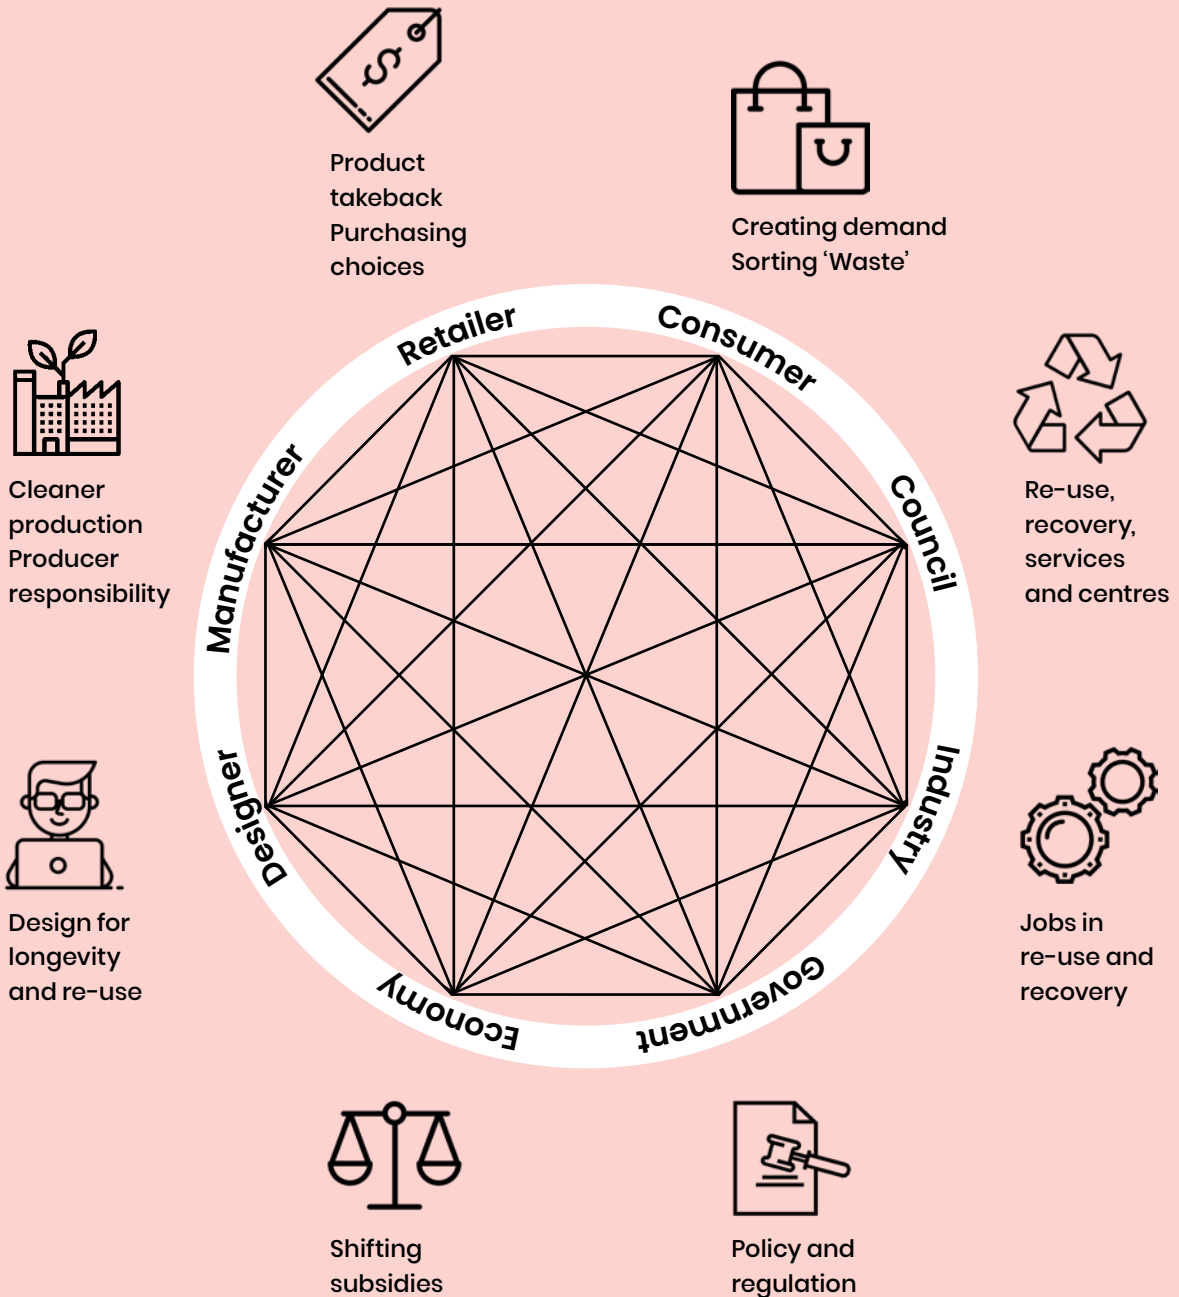 $
Product
takeback
Purchasing
choices
Creating demand
Sorting ‘Waste’
Retailer
Consumer
Cleaner
production
Producer
responsibility
Manufacturer
Council
Re-use,
recovery,
services
and centres
Designer
Industry
Design for
longevity
and re-use
Jobs in
re-use and
recovery
Economy
Government
Shifting
subsidies
Policy and
regulation